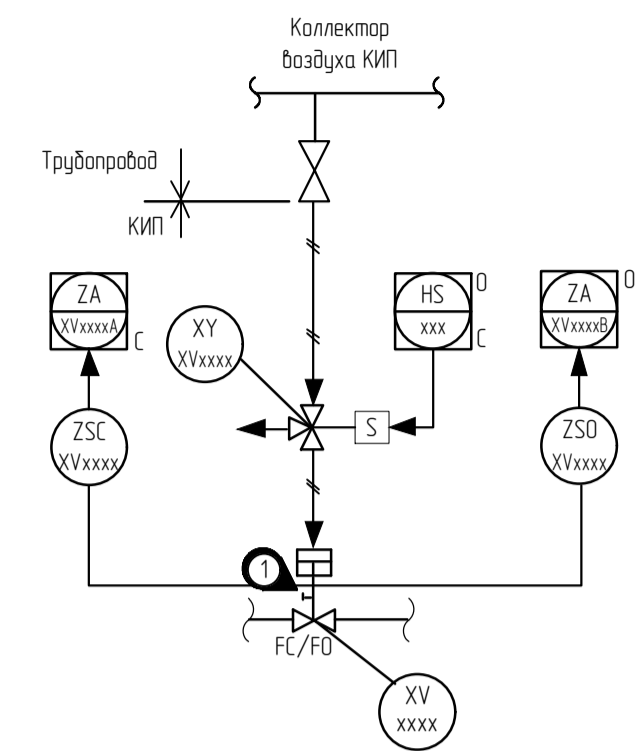 Коллектор
воздуха КИП
Трубопровод
КИП
ZA
XVxxxxA
C
XY
XVxxxx
HS
xxx
O
C
ZA
XVxxxxB
O
ZSC
XVxxxx
S
ZSO
XVxxxx
1
FC/FO
XV
xxxx